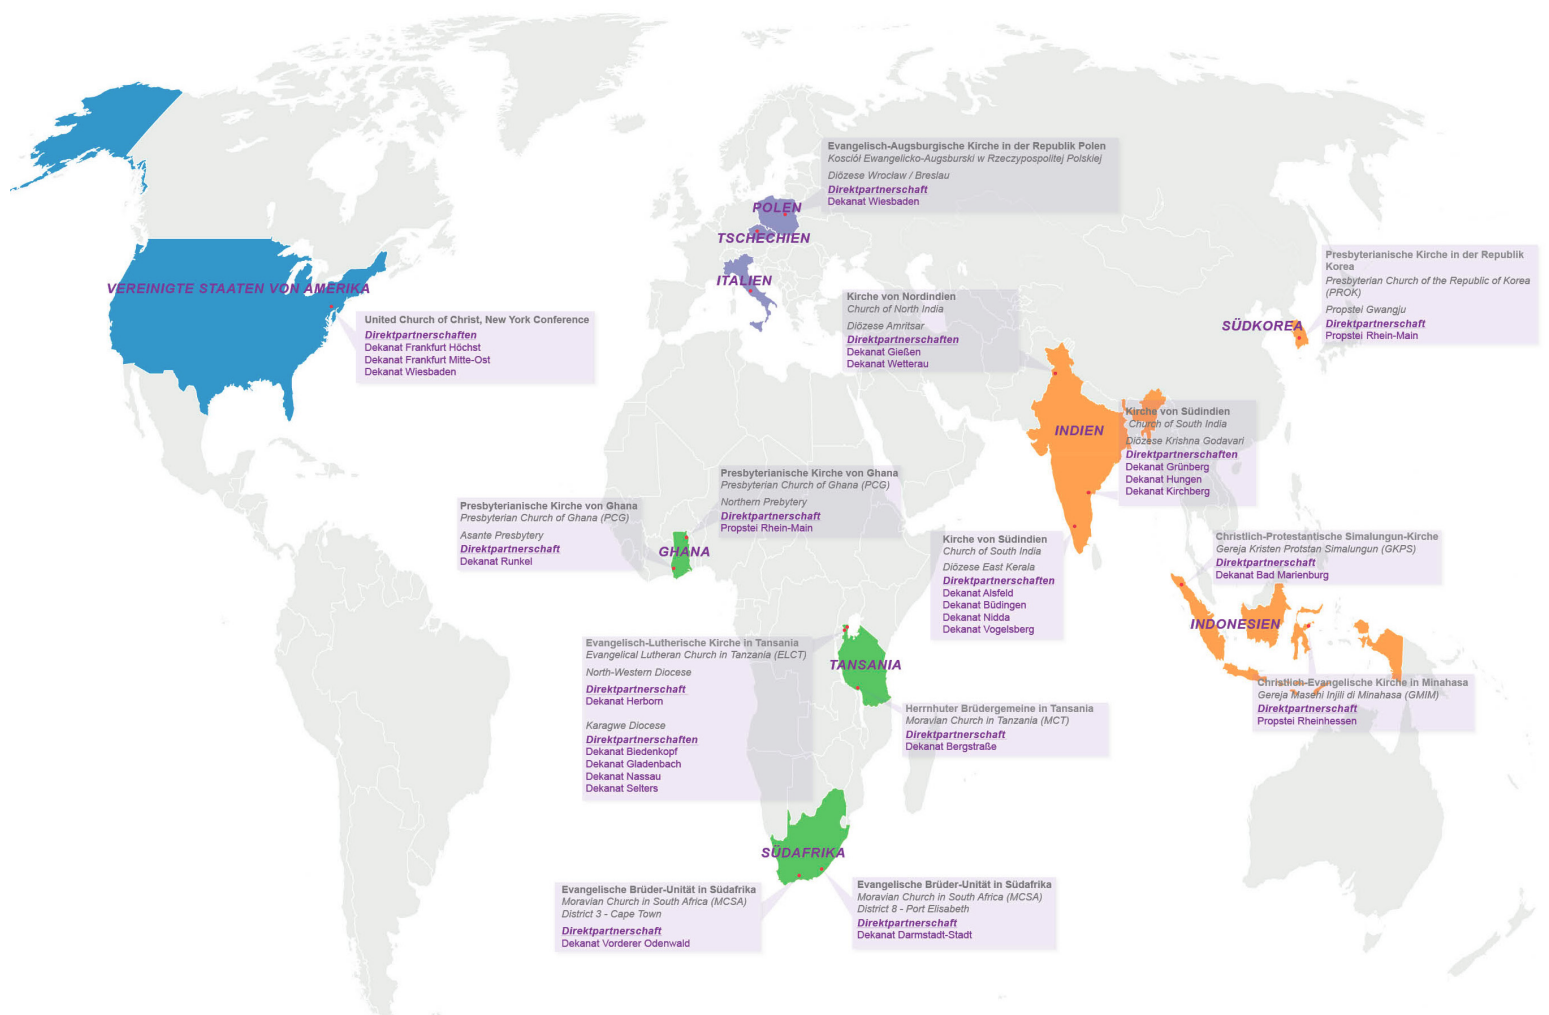 Evangelisch-Augsburgische Kirche in der Republik Polen
Kosciól Ewangelicko-Augsburski w Rzeczypospolitej Polskiej
Diözese Wrocław / Breslau
Direktpartnerschaft
Dekanat Wiesbaden
POLEN
TSCHECHIEN
ITALIEN
VEREINIGTE STAATEN VON AMERIKA
United Church of Christ, New York Conference
Direktpartnerschaften
Dekanat Frankfurt Höchst
Dekanat Frankfurt Mitte-Ost
Dekanat Wiesbaden
Kirche von Nordindien
Church of North India
Diözese Amritsar
Direktpartnerschaften
Dekanat Gießen
Dekanat Wetterau
Presbyterianische Kirche in der Republik
Korea
Presbyterian Church of the Republic of Korea
(PROK)
Propstei Gwangju
Direktpartnerschaft
Propstei Rhein-Main
SÜDKOREA
INDIEN
Kirche von Südindien
Church of South India
Diözese Krishna Godavari
Direktpartnerschaften
Dekanat Grünberg
Dekanat Hungen
Dekanat Kirchberg
Presbyterianische Kirche von Ghana
Presbyterian Church of Ghana (PCG)
Northern Prebytery
Direktpartnerschaft
Propstei Rhein-Main
Presbyterianische Kirche von Ghana
Presbyterian Church of Ghana (PCG)
Asante Presbytery
Direktpartnerschaft
Dekanat Runkel
GHANA
Kirche von Südindien
Church of South India
Diözese East Kerala
Direktpartnerschaften
Dekanat Alsfeld
Dekanat Büdingen
Dekanat Nidda
Dekanat Vogelsberg
Christlich-Protestantische Simalungun-Kirche
Gereja Kristen Protstan Simalungun (GKPS)
Direktpartnerschaft
Dekanat Bad Marienburg
INDONESIEN
Christlich-Evangelische Kirche in Minahasa
Gereja Masehi Injili di Minahasa (GMIM)
Direktpartnerschaft
Propstei Rheinhessen
Evangelisch-Lutherische Kirche in Tansania
Evangelical Lutheran Church in Tanzania (ELCT)
North-Western Diocese
Direktpartnerschaft
Dekanat Herborn
Karagwe Diocese
Direktpartnerschaften
Dekanat Biedenkopf
Dekanat Gladenbach
Dekanat Nassau
Dekanat Selters
TANSANIA
Herrnhuter Brüdergemeine in Tansania
Moravian Church in Tanzania (MCT)
Direktpartnerschaft
Dekanat Bergstraße
SÜDAFRIKA
Evangelische Brüder-Unität in Südafrika
Moravian Church in South Africa (MCSA)
District 3 - Cape Town
Direktpartnerschaft
Dekanat Vorderer Odenwald
Evangelische Brüder-Unität in Südafrika
Moravian Church in South Africa (MCSA)
District 8 - Port Elisabeth
Direktpartnerschaft
Dekanat Darmstadt-Stadt